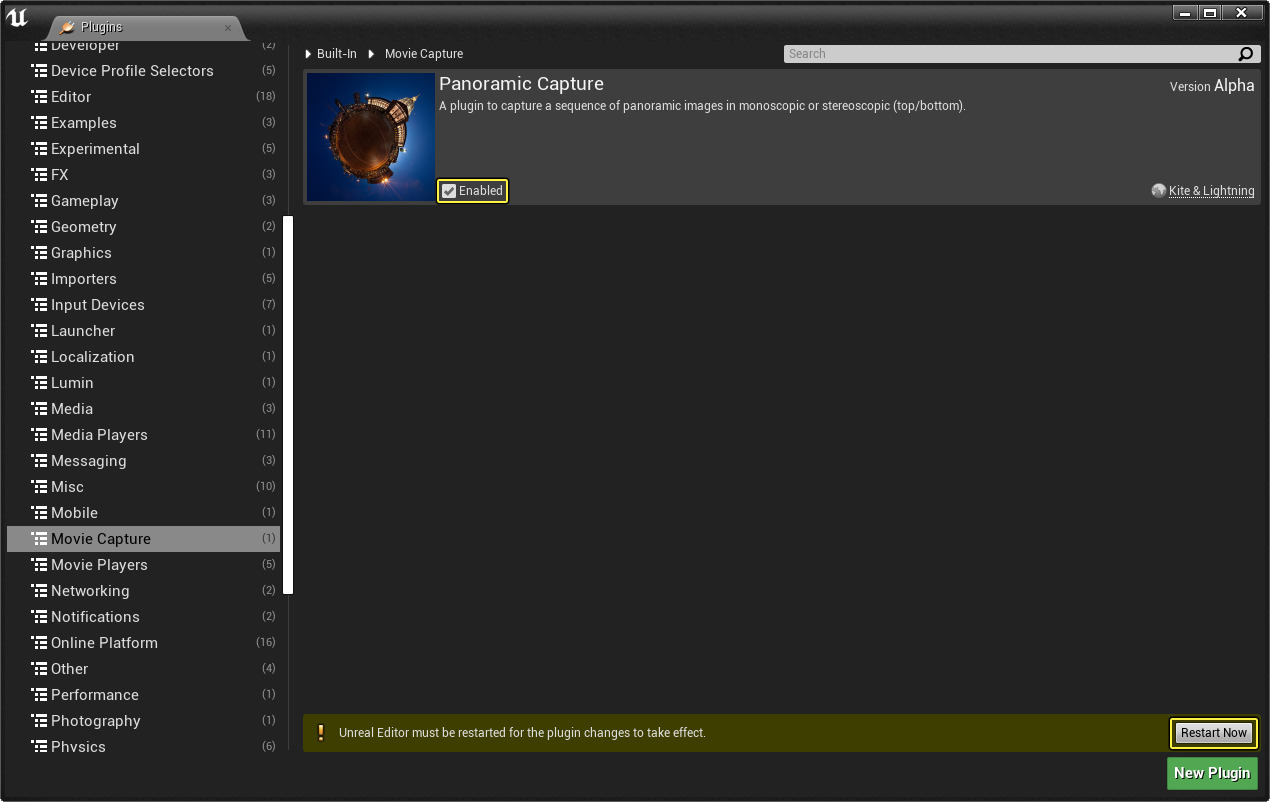 Plugins
Developer (2)
Device Profile Selectors (5)
Editor (18)
Examples (3)
Experimental (5)
FX (3)
Gameplay (3)
Geometry (2)
Graphics (1)
Importers (5)
Input Devices (7)
Launcher (1)
Localization (1)
Lumin (1)
Media (3)
Media Players (11)
Messaging (3)
Misc (10)
Mobile (1)
Movie Capture (1)
Movie Players (5)
Networking (2)
Notifications (2)
Online Platform (16)
Other (4)
Performance (1)
Photography (1)
Physics (6)
Built-In Movie Capture
Search
Panoramic Capture
Version Alpha
A plugin to capture a sequence of panoramic images in monoscopic or stereoscopic (top/bottom).
Enabled
Kite & Lightning
Unreal Editor must be restarted for the plugin changes to take effect.
Restart Now
New Plugin